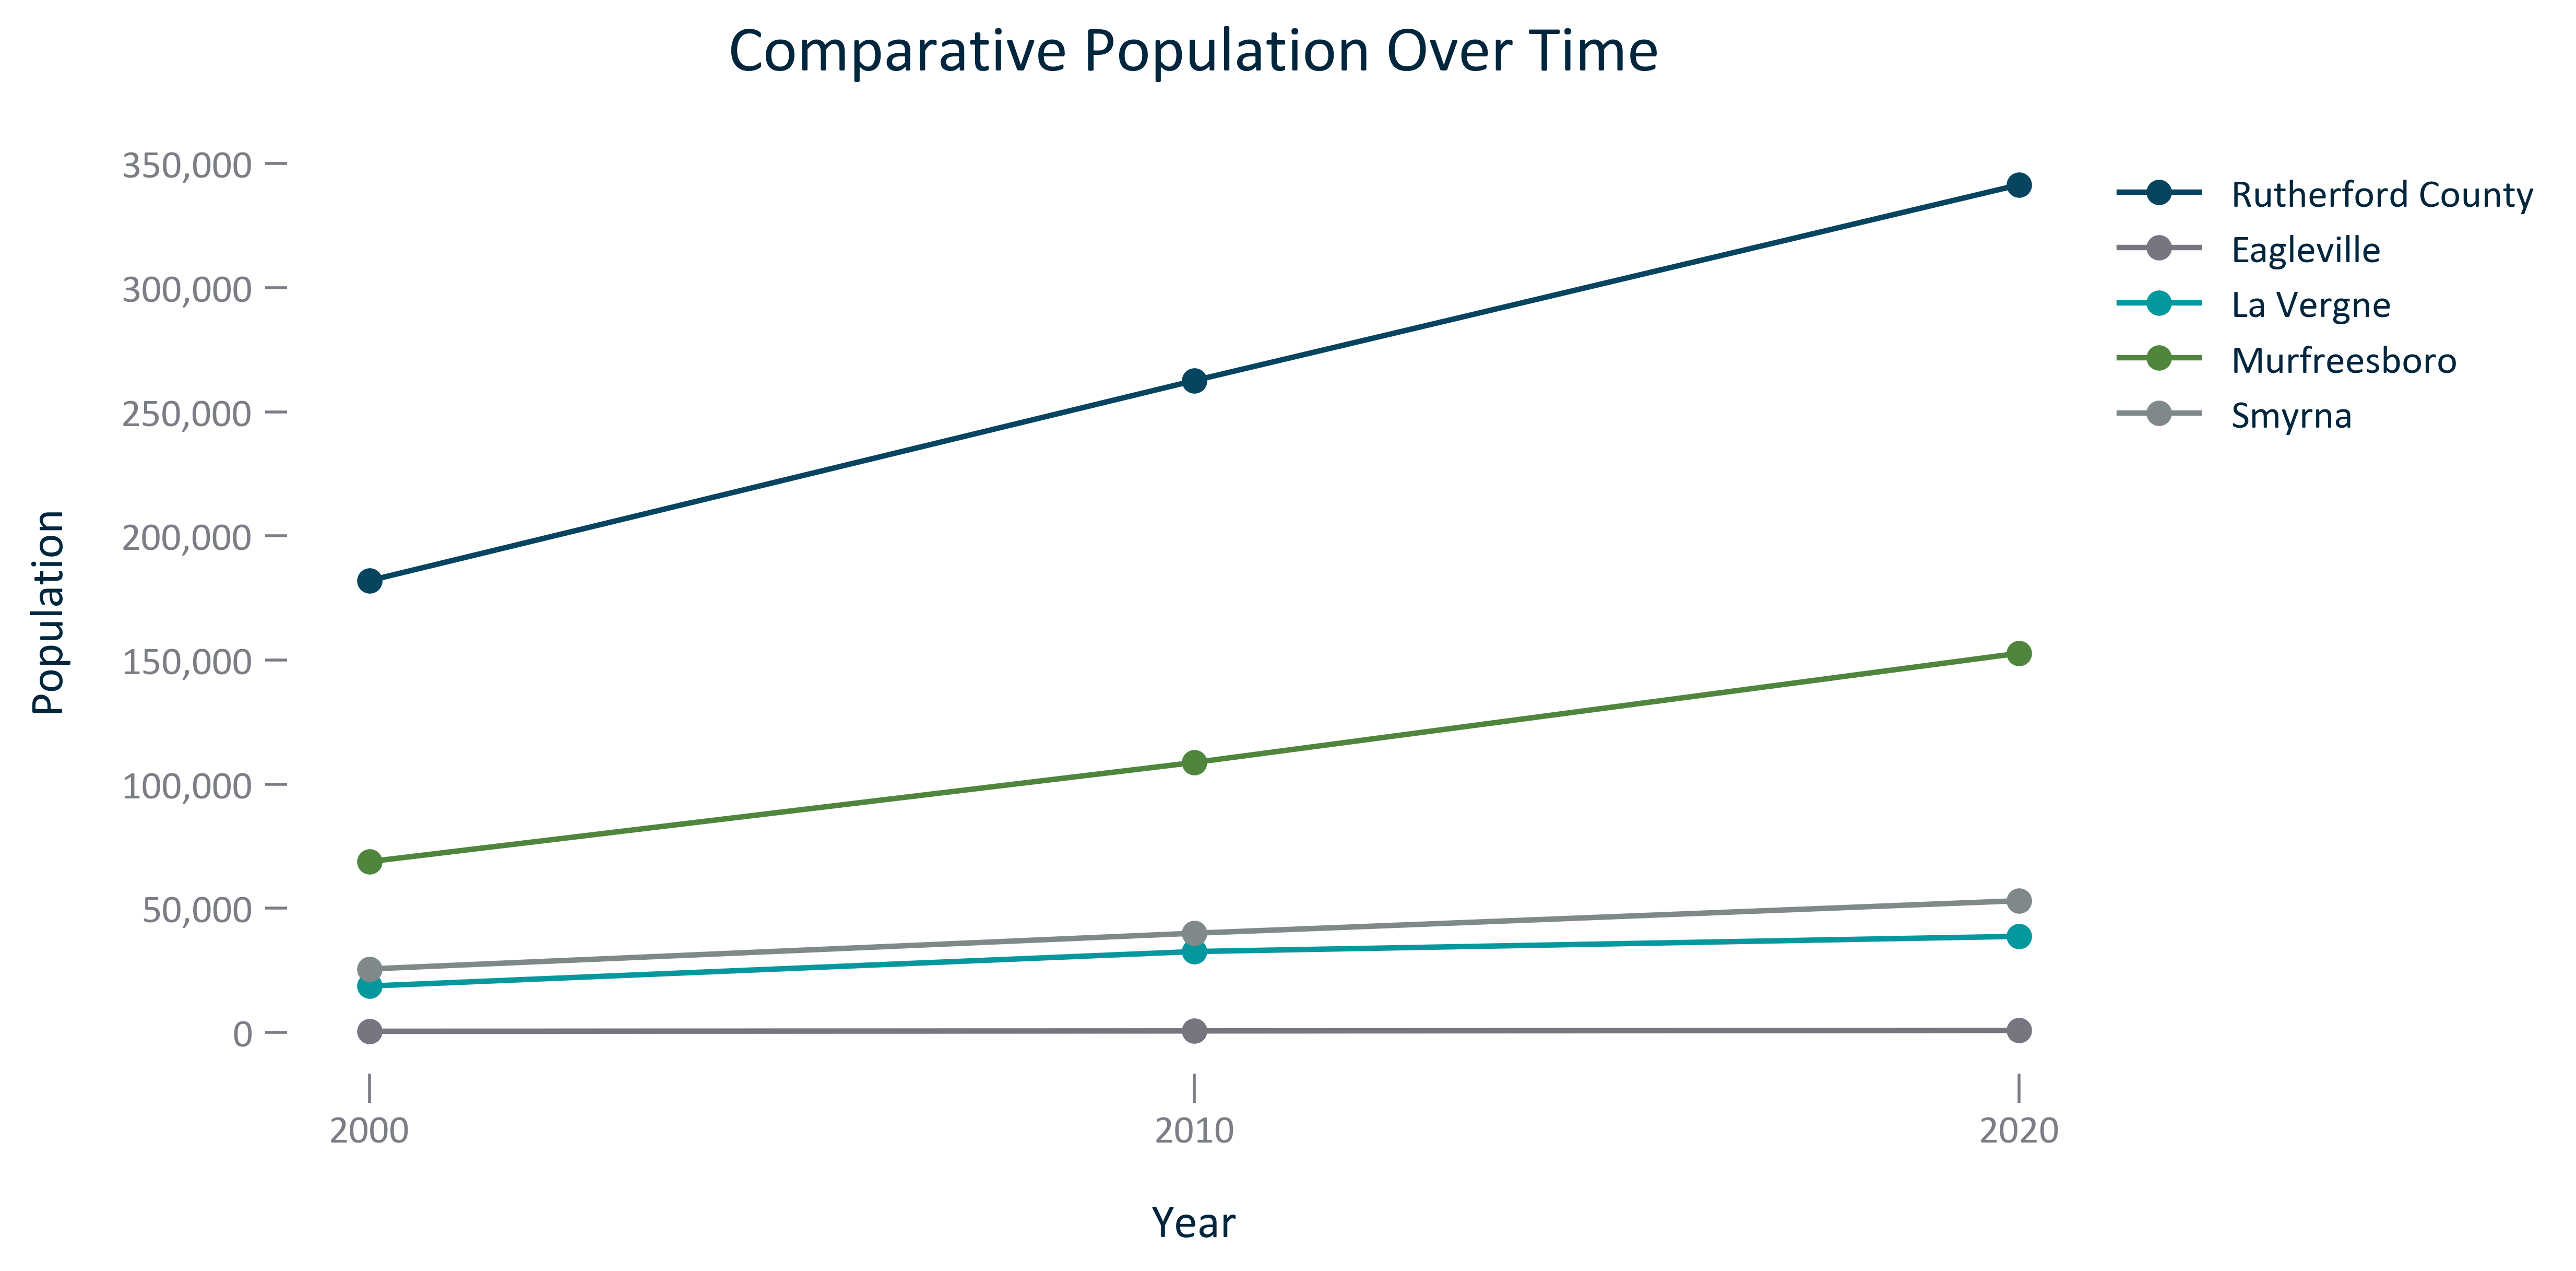 Comparative Population Over Time
350,000
300,000
250,000
200,000
150,000
100,000
50,000
0
Population
2000
2010
2020
Year
Rutherford County
Eagleville
La Vergne
Murfreesboro
Smyrna